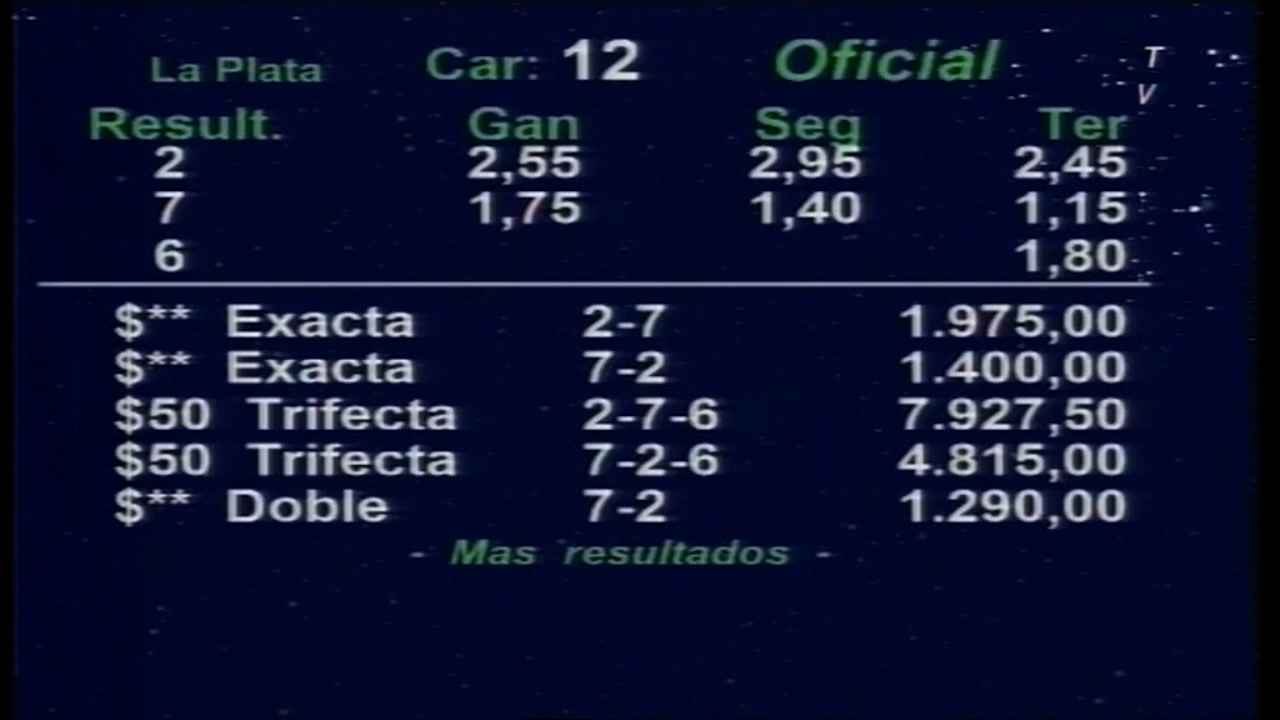 La Plata Car: 12 Oficial T
V
Result. Gan Seg Ter
2 2,55 2,95 2,45
7 1,75 1,40 1,15
6 1,80
$** Exacta 2-7 1.975,00
$** Exacta 7-2 1.400,00
$50 Trifecta 2-7-6 7.927,50
$50 Trifecta 7-2-6 4.815,00
$** Doble 7-2 1.290,00
- Mas resultados -